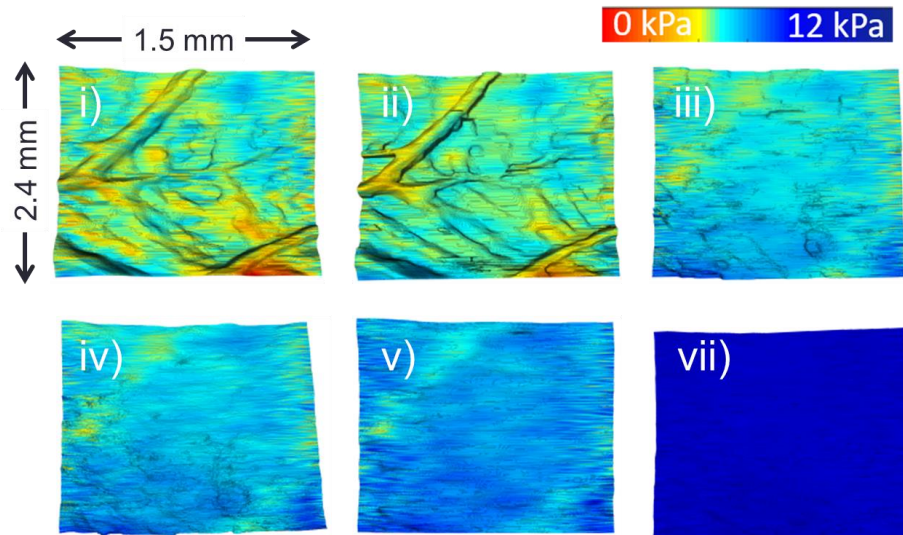 1.5 mm
0 kPa 12 kPa
2.4 mm
i) ii) iii)
iv) v) vii)